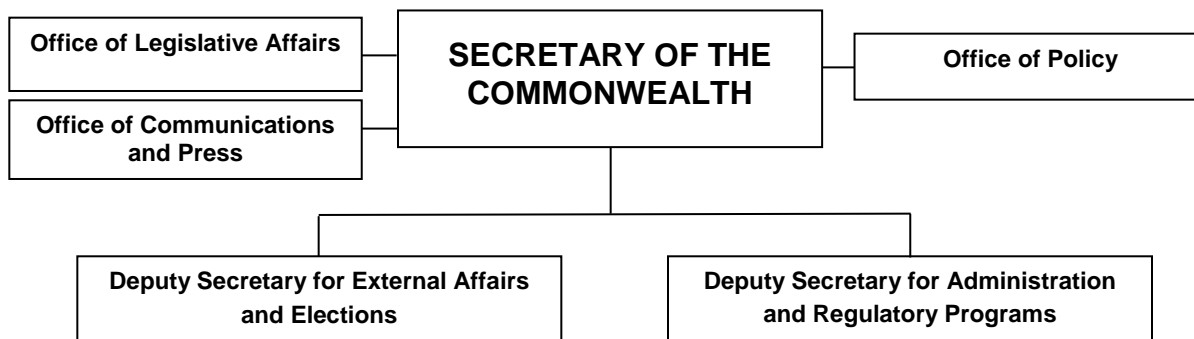 Office of Legislative Affairs
SECRETARY OF THE
COMMONWEALTH
Office of Policy
Office of Communications
and Press
Deputy Secretary for External Affairs
and Elections
Deputy Secretary for Administration
and Regulatory Programs